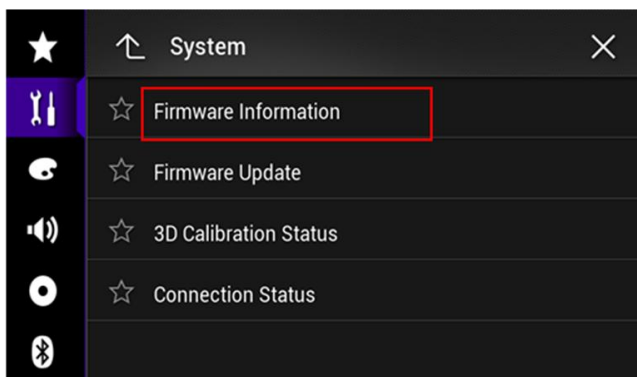 System
Firmware Information
Firmware Update
3D Calibration Status
Connection Status